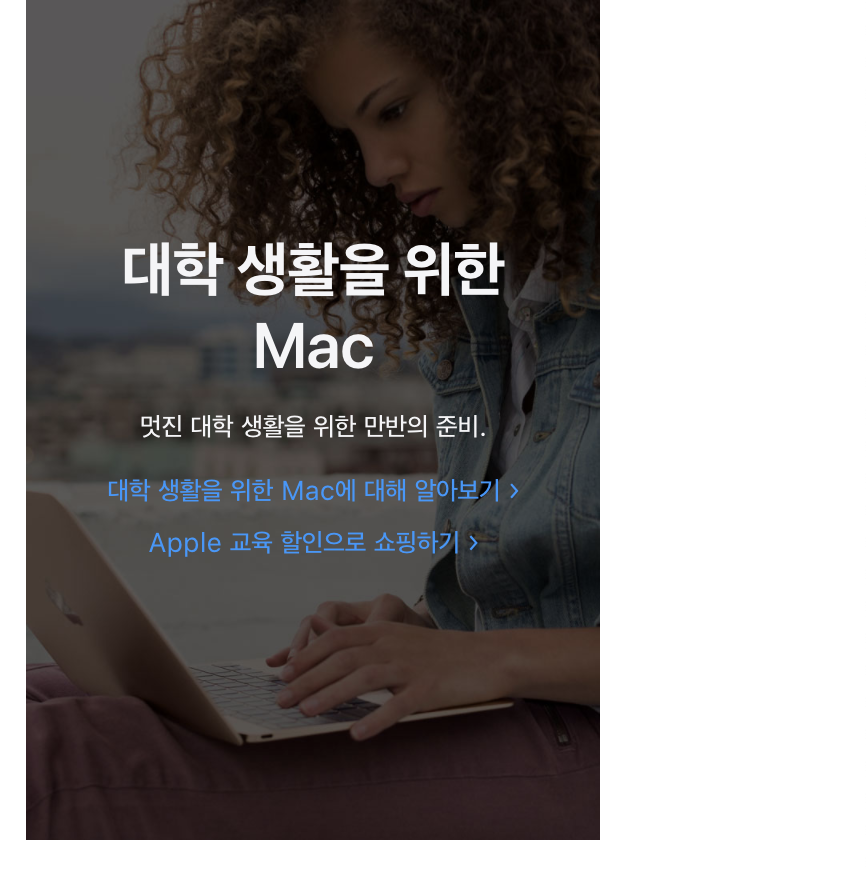 대학 생활을 위한
Mac
멋진 대학 생활을 위한 만반의 준비.
대학 생활을 위한 Mac에 대해 알아보기 >
Apple 교육 할인으로 쇼핑하기 >